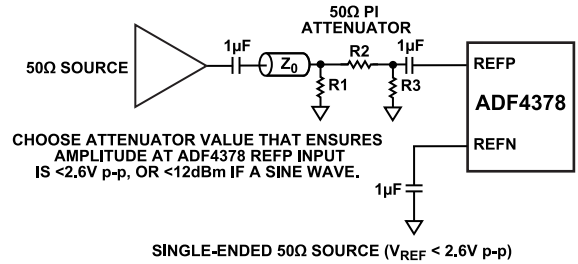 50Ω PI
ATTENUATOR
1µF
R2
1µF
50Ω SOURCE
Z0
R1
R3
REFP
ADF4378
REFN
CHOOSE ATTENUATOR VALUE THAT ENSURES
AMPLITUDE AT ADF4378 REFP INPUT
IS <2.6V p-p, OR <12dBm IF A SINE WAVE.
1µF
SINGLE-ENDED 50Ω SOURCE (VREF < 2.6V p-p)